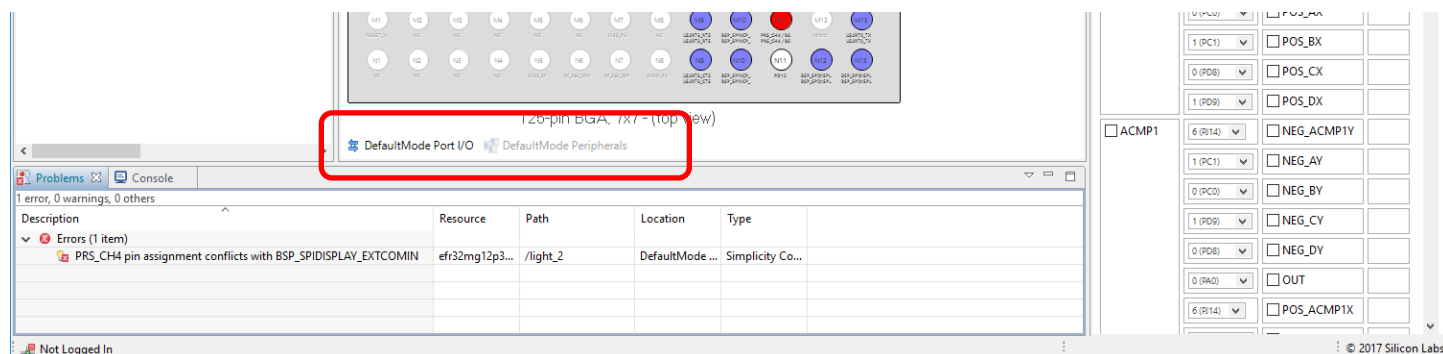 M1 M2 M3 M4 M5 M6 M7 M8 M9 M10 M12 M13
N1 N2 N3 N4 N5 N6 N7 N8 N9 N10 N11 N12 N13
125-pin BGA, 7x7 - (top view)
DefaultMode Port I/O DefaultMode Peripherals
Problems Console
1 error, 0 warnings, 0 others
Description Resource Path Location Type
Errors (1 item)
PRS_CH4 pin assignment conflicts with BSP_SPIDISPLAY_EXTCOMIN efr32mg12p3... /light_2 DefaultMode ... Simplicity Co...
0 (PC0) POS_AX
1 (PC1) POS_BX
0 (PD8) POS_CX
1 (PD9) POS_DX
ACMP1 6 (PJ14) NEG_ACMP1Y
1 (PC1) NEG_AY
0 (PC0) NEG_BY
1 (PD9) NEG_CY
0 (PD8) NEG_DY
0 (PA0) OUT
6 (PJ14) POS_ACMP1X
Not Logged In
© 2017 Silicon Labs